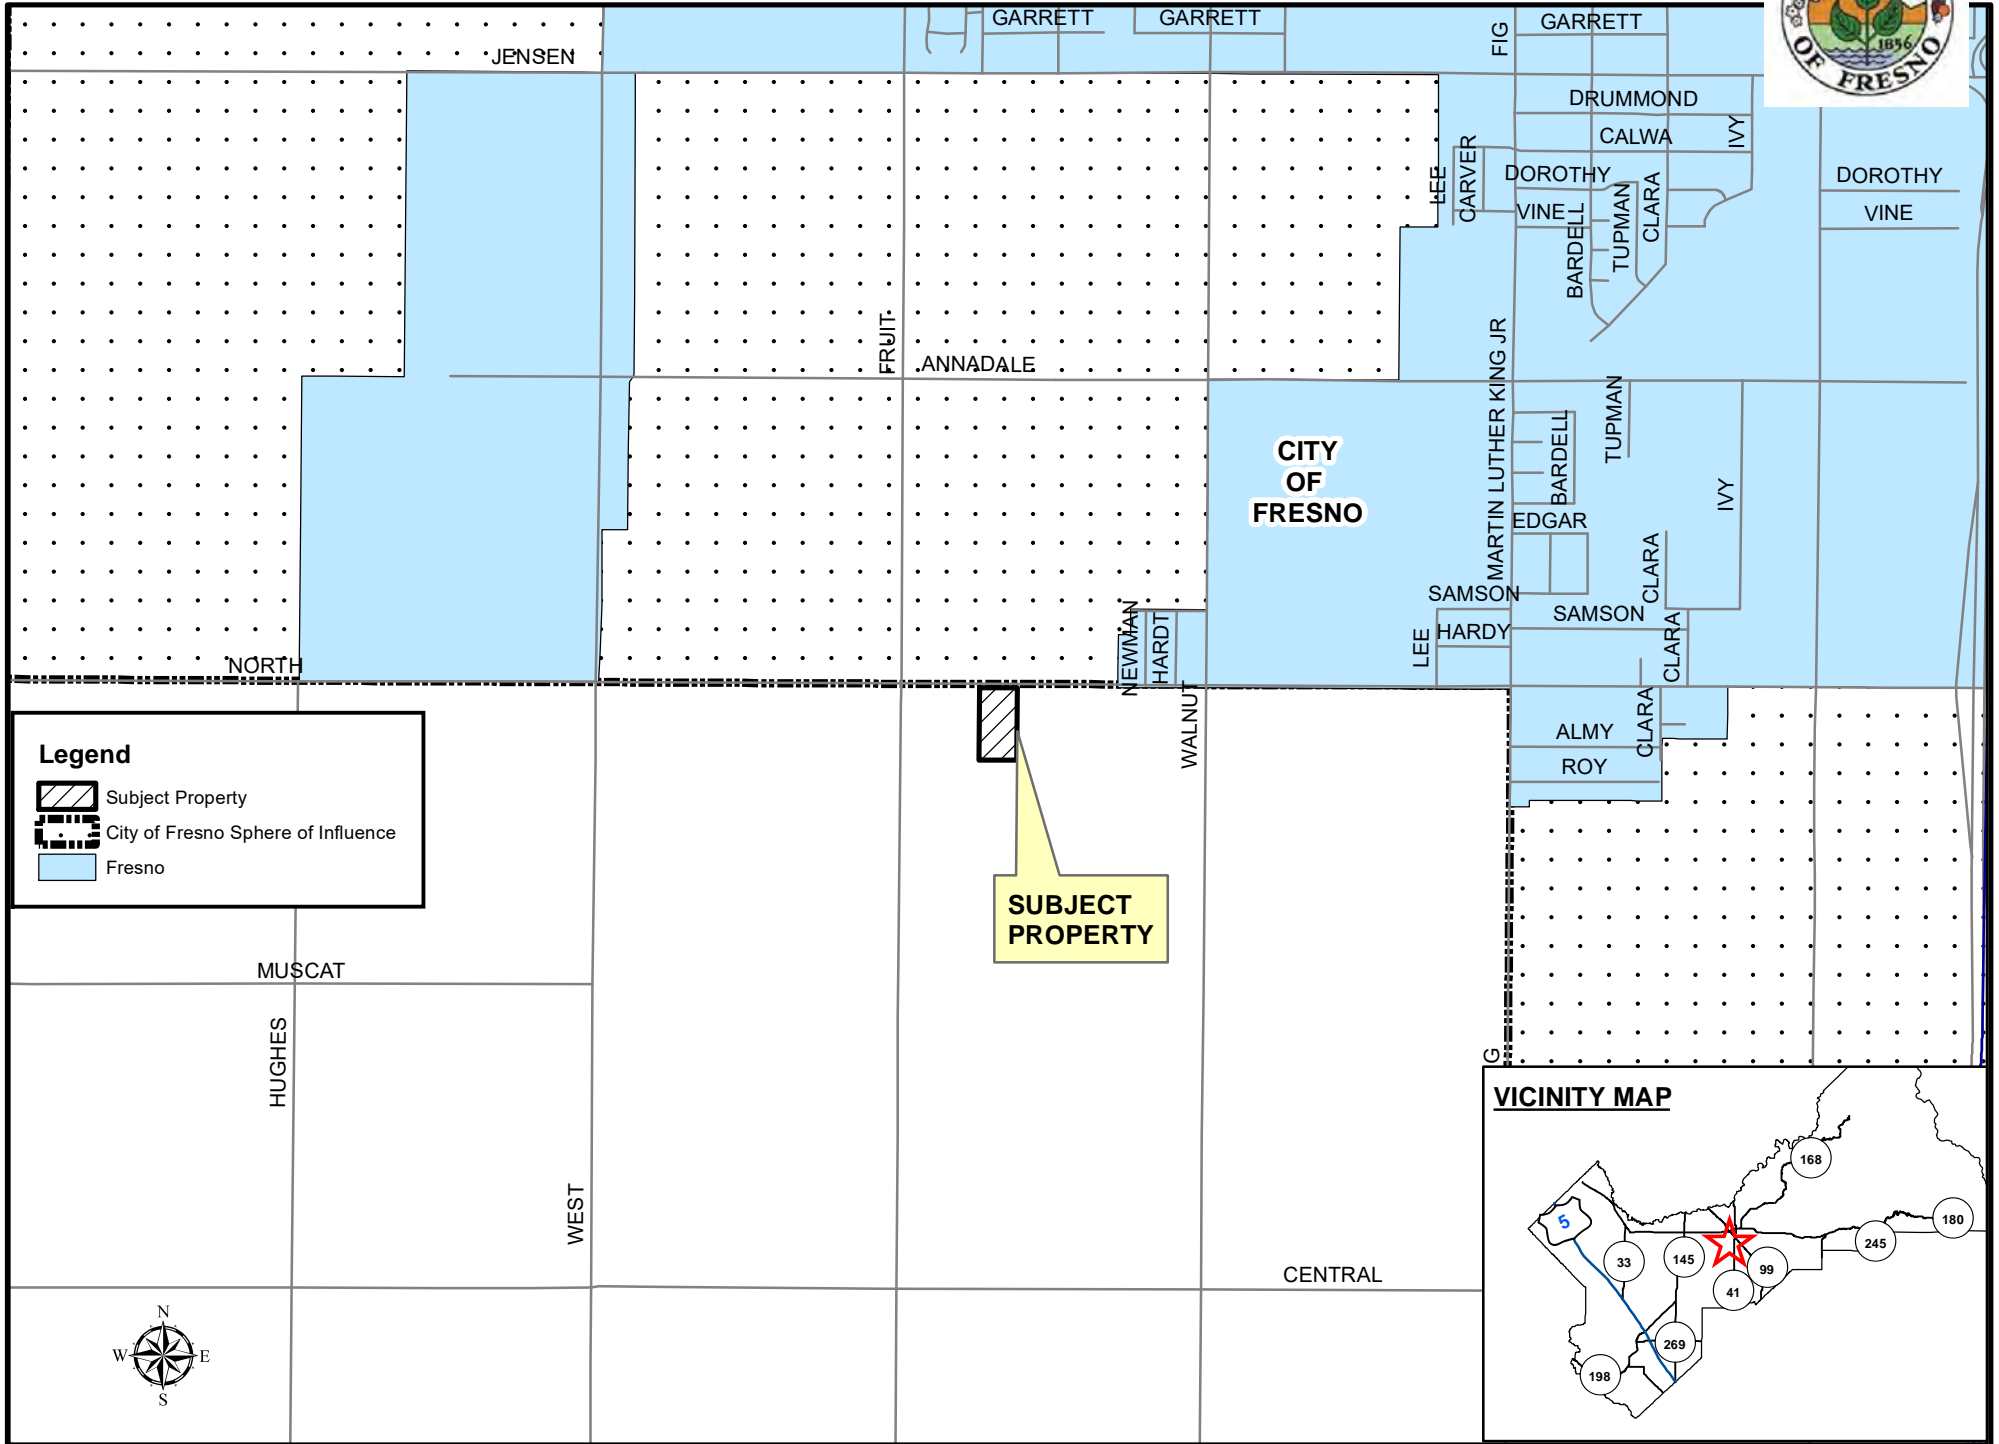 GARRETT
GARRETT
FIG
GARRETT
1856
OF FRESNO
JENSEN
DRUMMOND
CALWA
IVY
LEE
CARVER
DOROTHY
DOROTHY
VINE
VINE
BARDELL
TUPMAN
CLARA
FRUIT
ANNADALE
MARTIN LUTHER KING JR
TUPMAN
BARDELL
CITY
OF
FRESNO
IVY
EDGAR
CLARA
SAMSON
SAMSON
NEWMAN
HARDT
LEE
HARDY
CLARA
NORTH
WALNUT
CLARA
ALMY
ROY
Legend
Subject Property
City of Fresno Sphere of Influence
Fresno
SUBJECT
PROPERTY
MUSCAT
HUGHES
WEST
CENTRAL
G
VICINITY MAP
168
5
180
245
33
145
99
41
269
198
N
W E
S